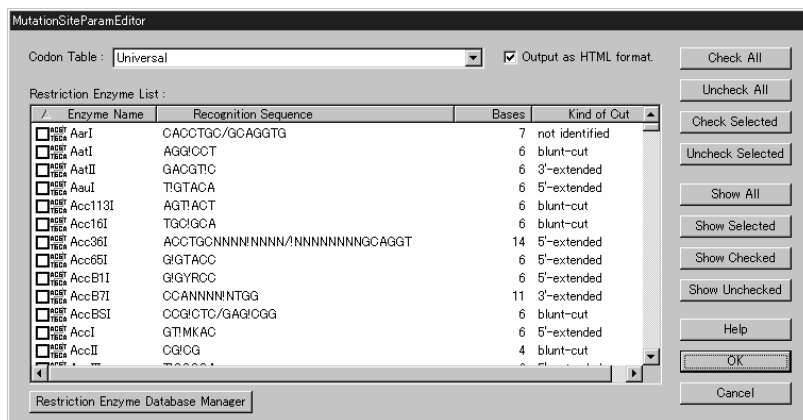 MutationSiteParamEditor
Codon Table : Universal
Output as HTML format.
Restriction Enzyme List :
Enzyme Name Recognition Sequence Bases Kind of Cut
AarI CACCTGC/GCAGGTG 7 not identified
AatI AGG!CCT 6 blunt-cut
AatII GACGT!C 6 3'-extended
AauI T!GTACA 6 5'-extended
Acc113I AGT!ACT 6 blunt-cut
Acc16I TGC!GCA 6 blunt-cut
Acc36I ACCTGCNNNN!NNNN/!NNNNNNNNGCAGGT 14 5'-extended
Acc65I G!GTACC 6 5'-extended
AccB1I G!GYRCC 6 5'-extended
AccB7I CCANNNN!NTGG 11 3'-extended
AccBSI CCG!CTC/GAG!CGG 6 blunt-cut
AccI GT!MKAC 6 5'-extended
AccII CG!CG 4 blunt-cut
Restriction Enzyme Database Manager
Check All
Uncheck All
Check Selected
Uncheck Selected
Show All
Show Selected
Show Checked
Show Unchecked
Help
OK
Cancel